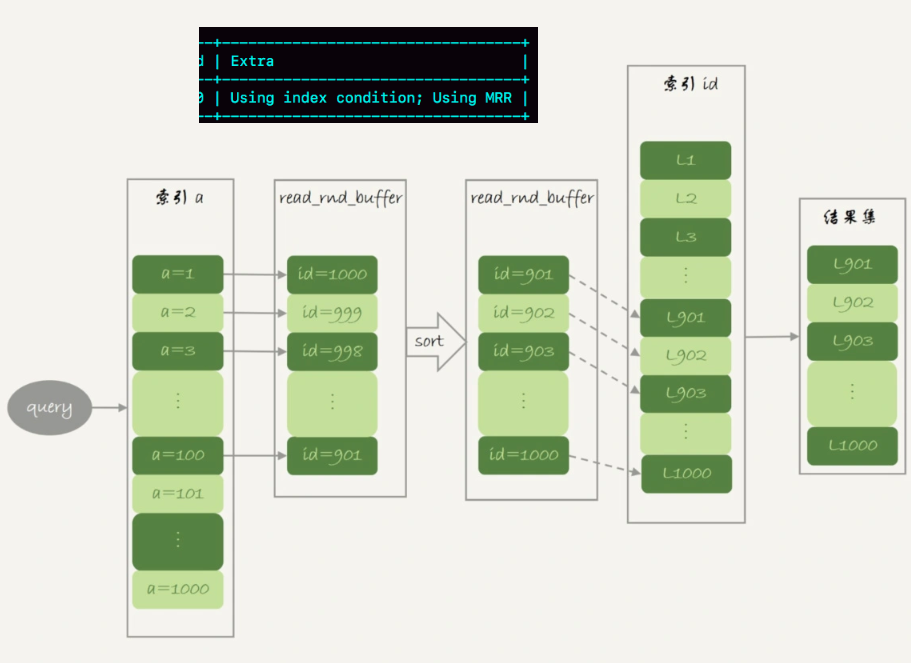 d | Extra |
0 | Using index condition; Using MRR |
query
索引 a
a=1
a=2
a=3
⋮
a=100
a=101
⋮
a=1000
read_rnd_buffer
id=1000
id=999
id=998
⋮
id=901
sort
read_rnd_buffer
id=901
id=902
id=903
⋮
id=1000
索引 id
L1
L2
L3
⋮
L901
L902
L903
⋮
L1000
结果集
L901
L902
L903
⋮
L1000